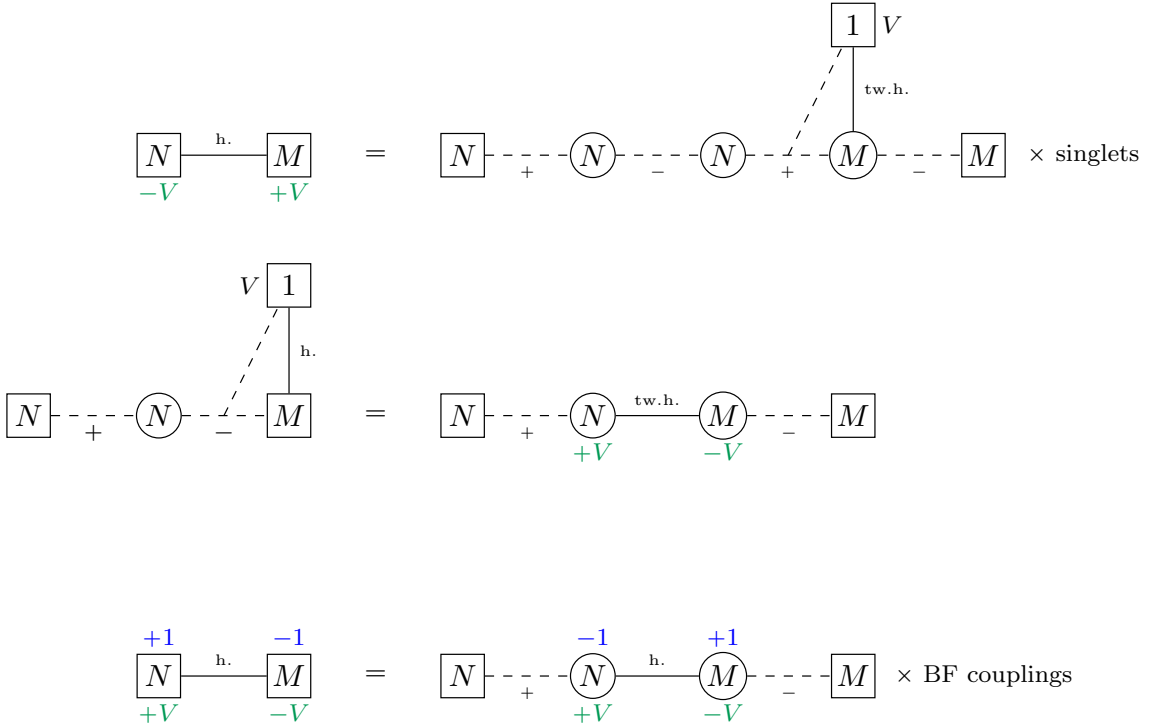 1 V
tw.h.
N h. M = N + N − N + M − M × singlets
−V +V
V 1
h.
N + N − M = N + N tw.h. M − M
+V −V
+1 −1 −1 +1
N h. M = N + N h. M − M × BF couplings
+V −V +V −V